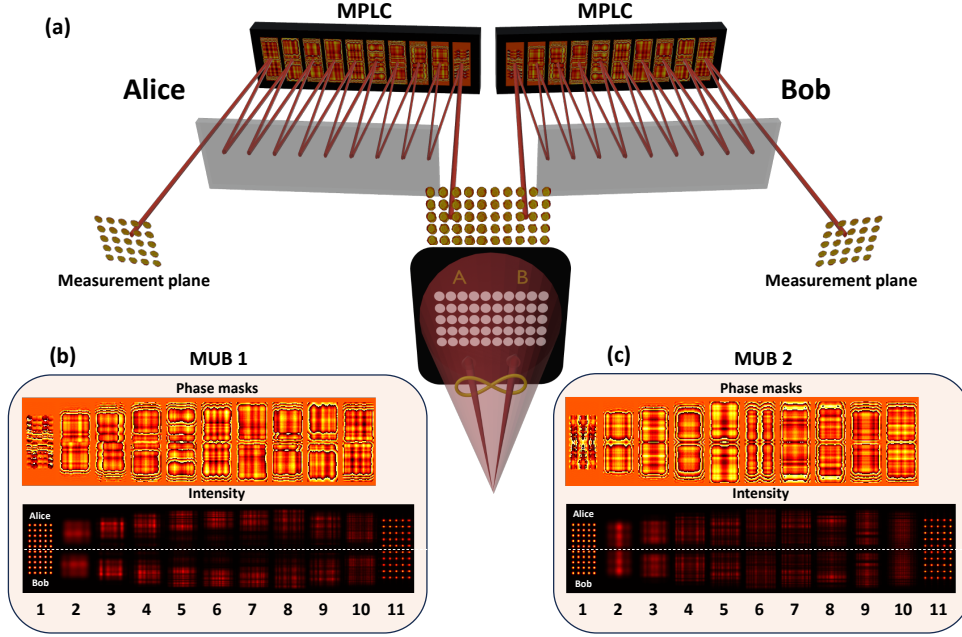 (a)
MPLC
MPLC
Alice
Bob
Measurement plane
Measurement plane
A B
(b)
MUB 1
Phase masks
Intensity
Alice
Bob
1 2 3 4 5 6 7 8 9 10 11
(c)
MUB 2
Phase masks
Intensity
Alice
Bob
1 2 3 4 5 6 7 8 9 10 11